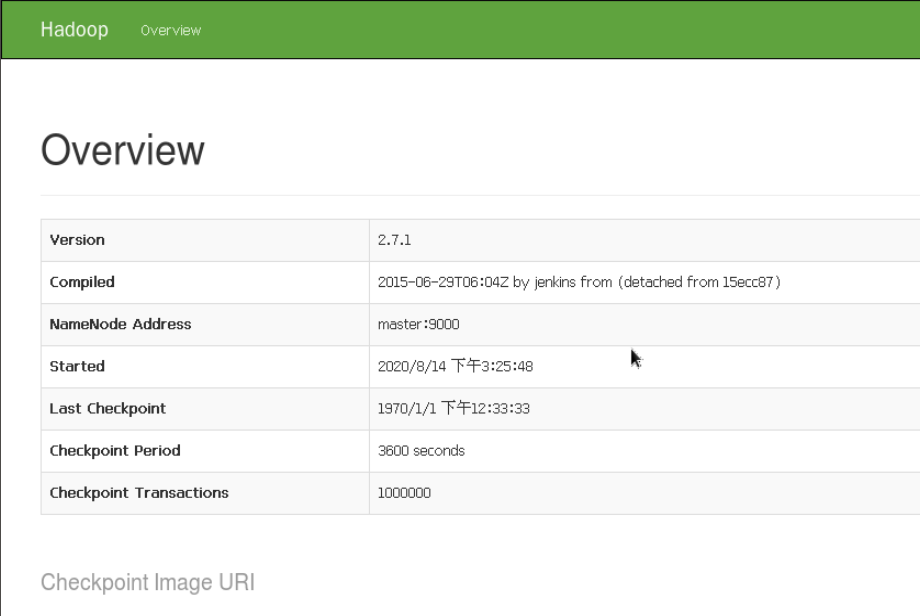 Hadoop Overview
Overview
Version 2.7.1
Compiled 2015-06-29T06:04Z by jenkins from (detached from 15ecc87)
NameNode Address master:9000
Started 2020/8/14 下午3:25:48
Last Checkpoint 1970/1/1 下午12:33:33
Checkpoint Period 3600 seconds
Checkpoint Transactions 1000000
Checkpoint Image URI